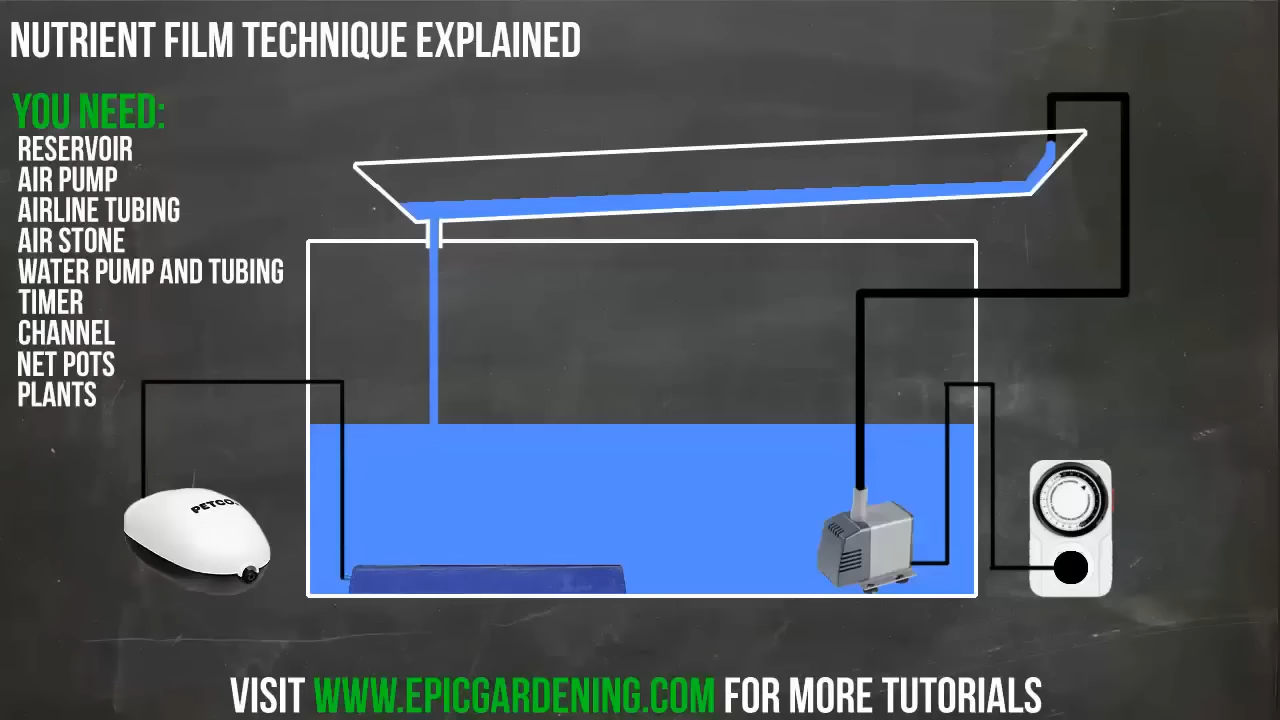 NUTRIENT FILM TECHNIQUE EXPLAINED
YOU NEED:
RESERVOIR
AIR PUMP
AIRLINE TUBING
AIR STONE
WATER PUMP AND TUBING
TIMER
CHANNEL
NET POTS
PLANTS
PETCO
VISIT WWW.EPICGARDENING.COM FOR MORE TUTORIALS